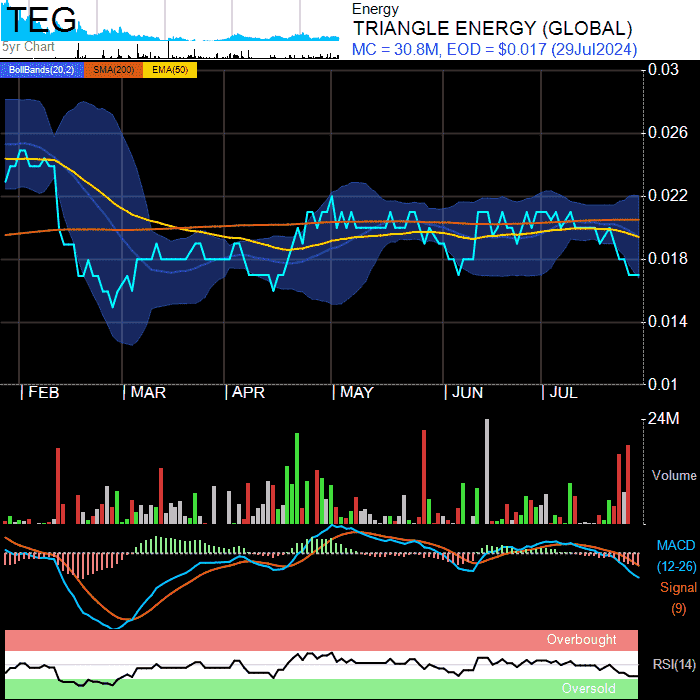 TEG
5yr Chart
Energy
TRIANGLE ENERGY (GLOBAL)
MC = 30.8M, EOD = $0.017 (29Jul2024)
BollBands(20,2) SMA(200) EMA(50)
0.03
0.026
0.022
0.018
0.014
0.01
FEB MAR APR MAY JUN JUL
24M
Volume
MACD
(12-26)
Signal
(9)
Overbought
RSI(14)
Oversold